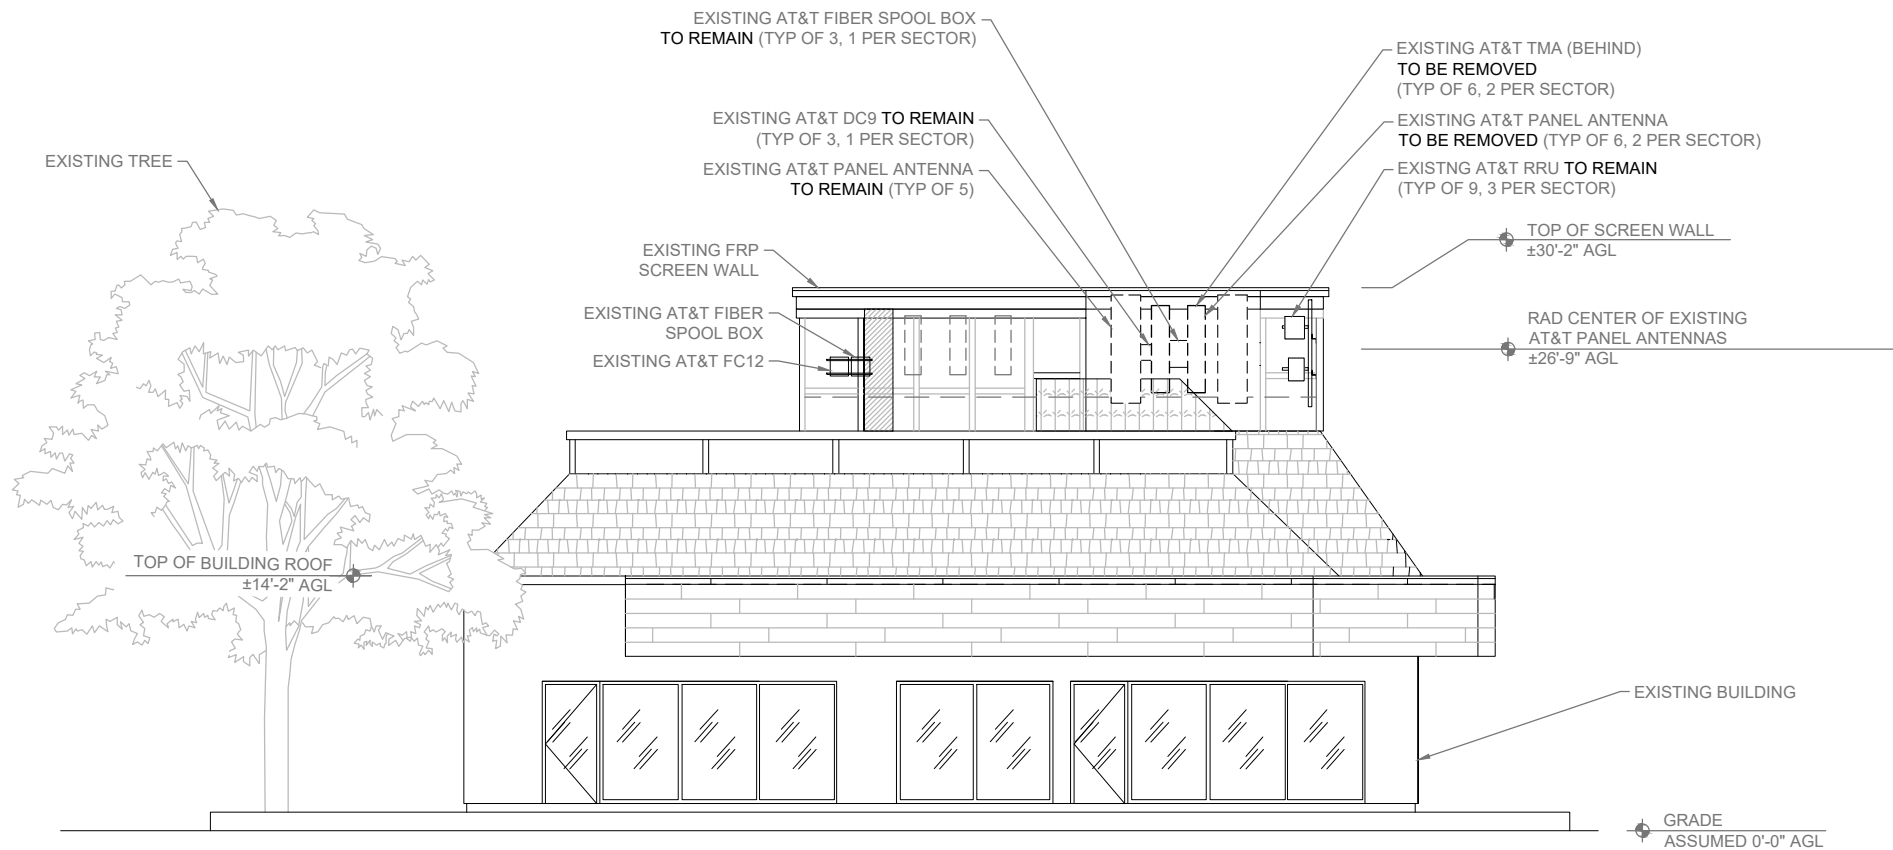 EXISTING AT&T FIBER SPOOL BOX
TO REMAIN (TYP OF 3, 1 PER SECTOR)
EXISTING AT&T TMA (BEHIND)
TO BE REMOVED
(TYP OF 6, 2 PER SECTOR)
EXISTING AT&T DC9 TO REMAIN
(TYP OF 3, 1 PER SECTOR)
EXISTING AT&T PANEL ANTENNA
TO BE REMOVED (TYP OF 6, 2 PER SECTOR)
EXISTING TREE
EXISTING AT&T PANEL ANTENNA
TO REMAIN (TYP OF 5)
EXISTNG AT&T RRU TO REMAIN
(TYP OF 9, 3 PER SECTOR)
TOP OF SCREEN WALL
±30'-2" AGL
EXISTING FRP
SCREEN WALL
EXISTING AT&T FIBER
SPOOL BOX
EXISTING AT&T FC12
RAD CENTER OF EXISTING
AT&T PANEL ANTENNAS
±26'-9" AGL
TOP OF BUILDING ROOF
±14'-2" AGL
EXISTING BUILDING
GRADE
ASSUMED 0'-0" AGL